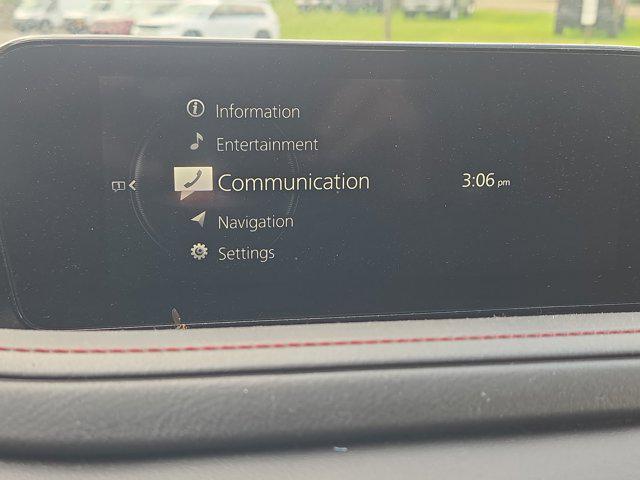 Information
Entertainment
Communication
3:06 pm
Navigation
Settings